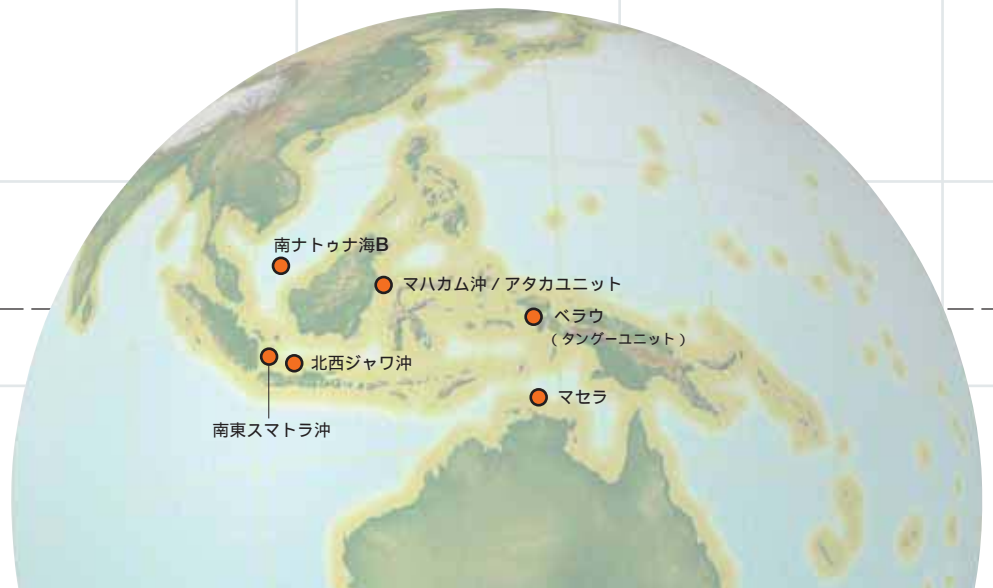 南ナトゥナ海B
マハカム沖 / アタカユニット
ベラウ
（タングーユニット）
北西ジャワ沖
マセラ
南東スマトラ沖